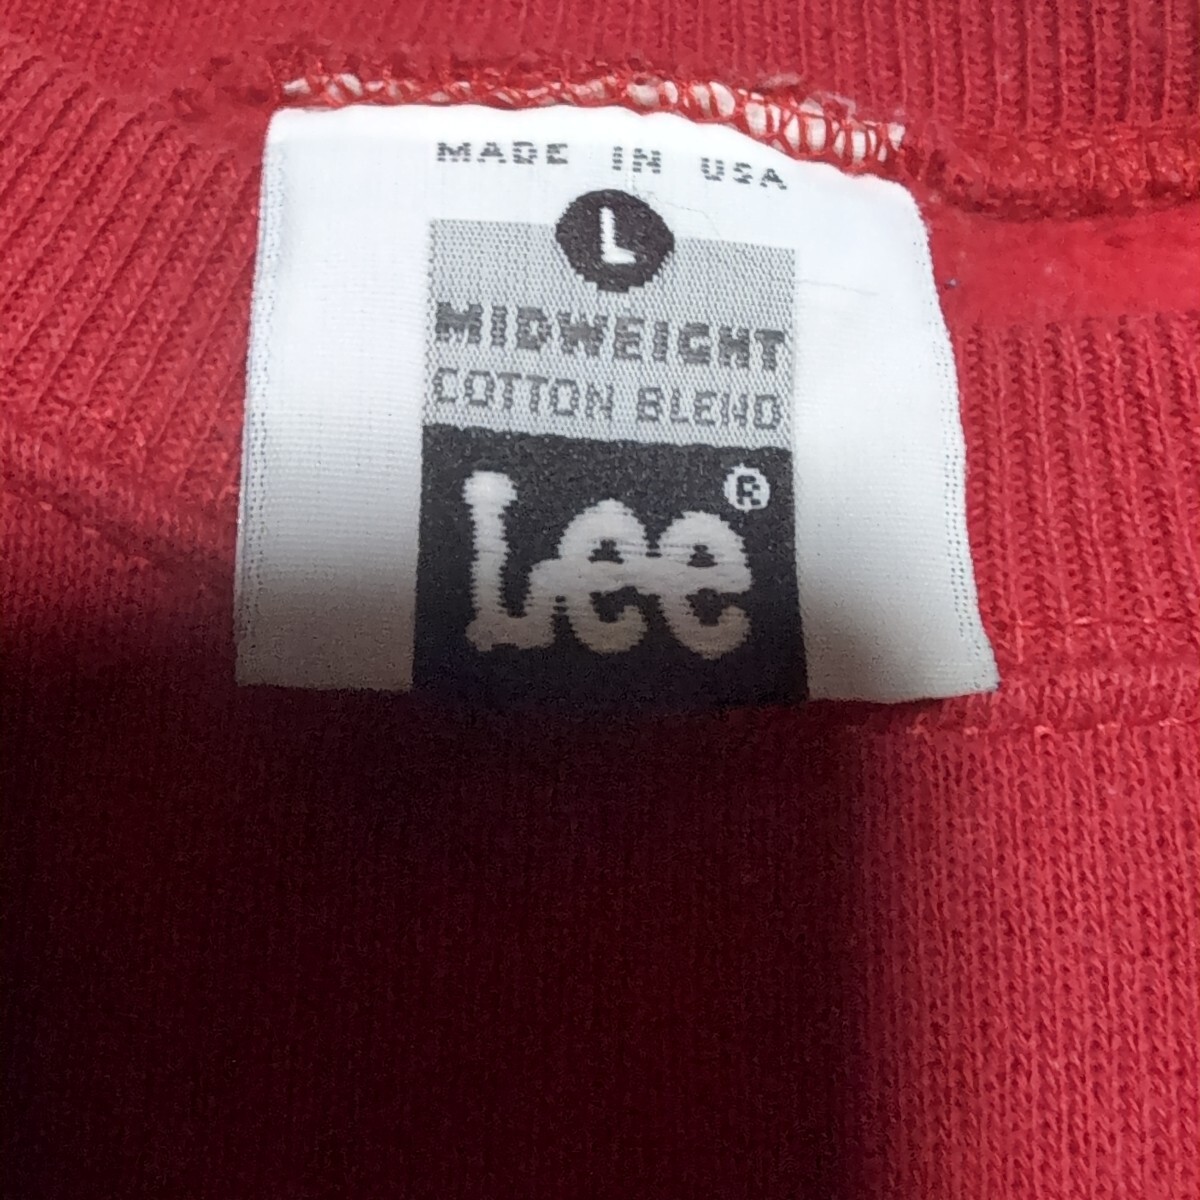 MADE IN USA
L
MIDWEIGHT
COTTON BLEND
Lee®